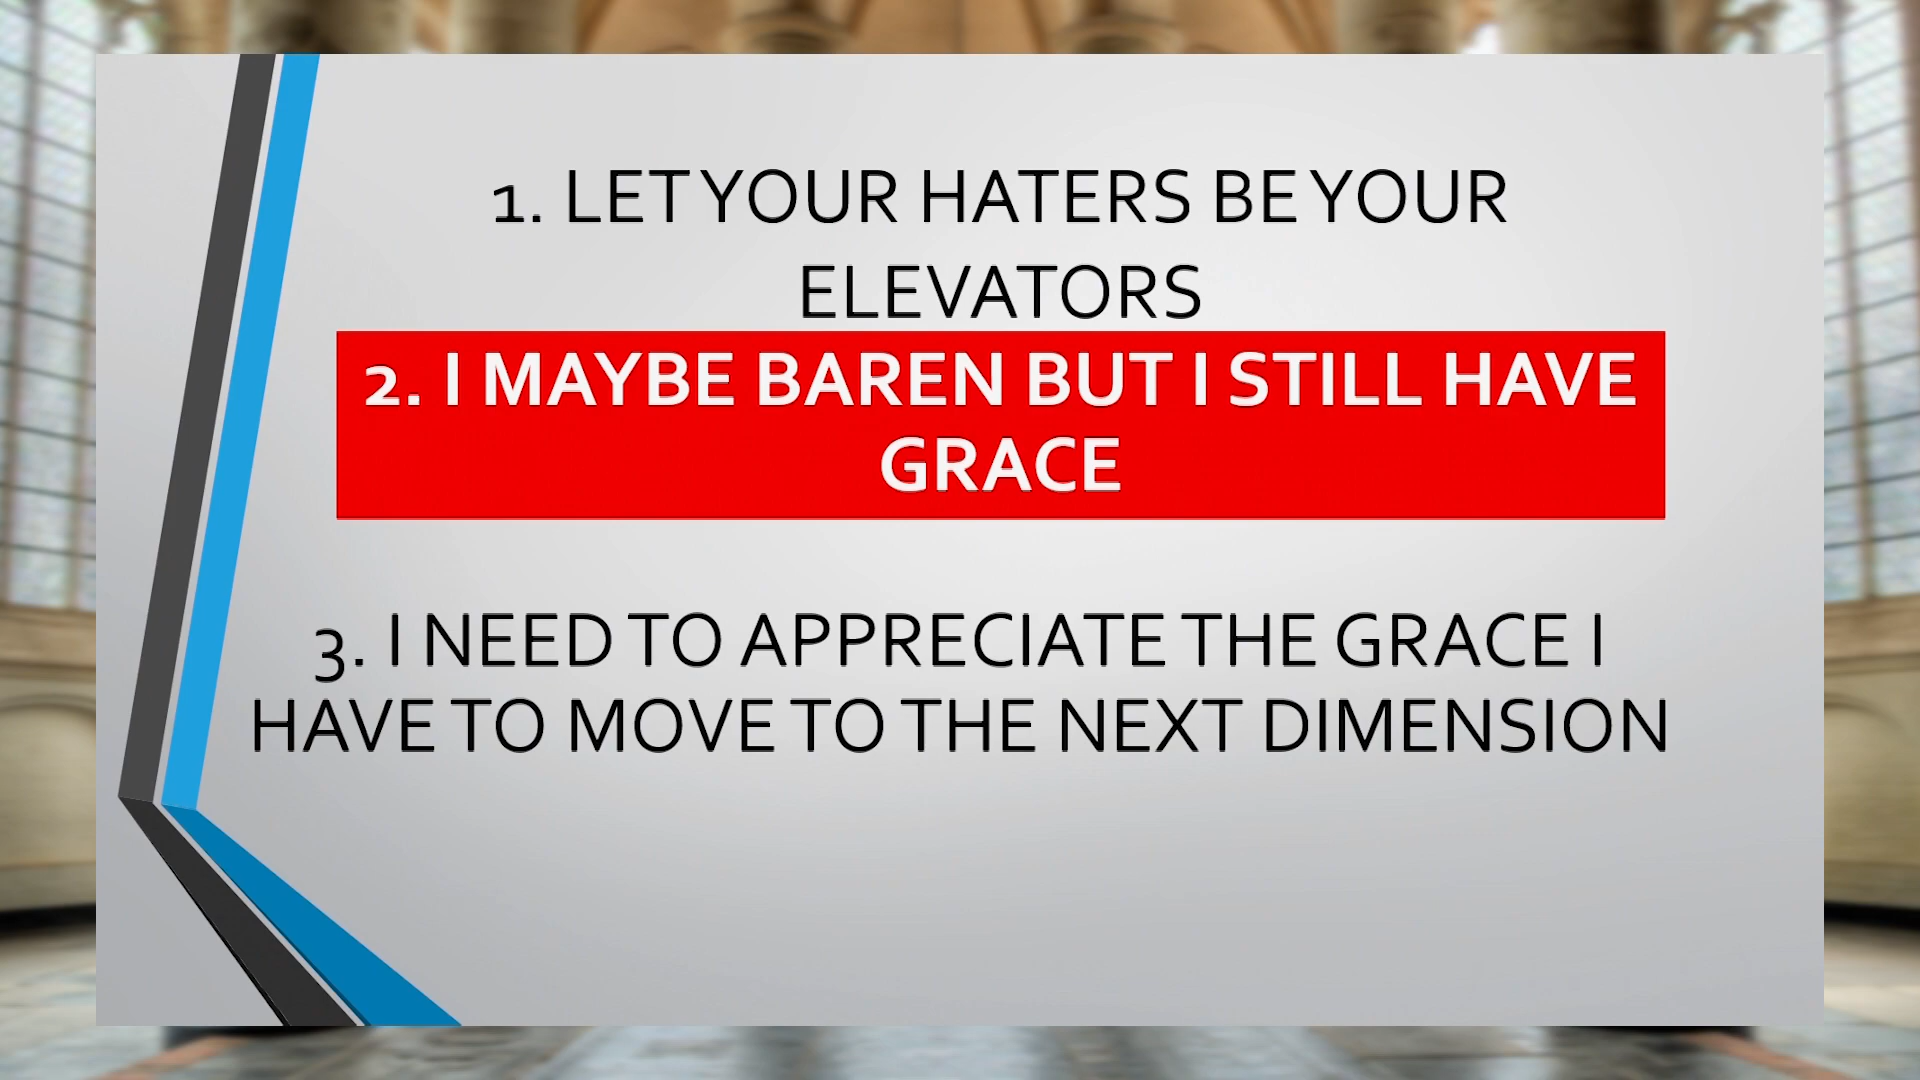 1. LET YOUR HATERS BE YOUR
ELEVATORS
2. I MAYBE BAREN BUT I STILL HAVE
GRACE
3. I NEED TO APPRECIATE THE GRACE I
HAVE TO MOVE TO THE NEXT DIMENSION